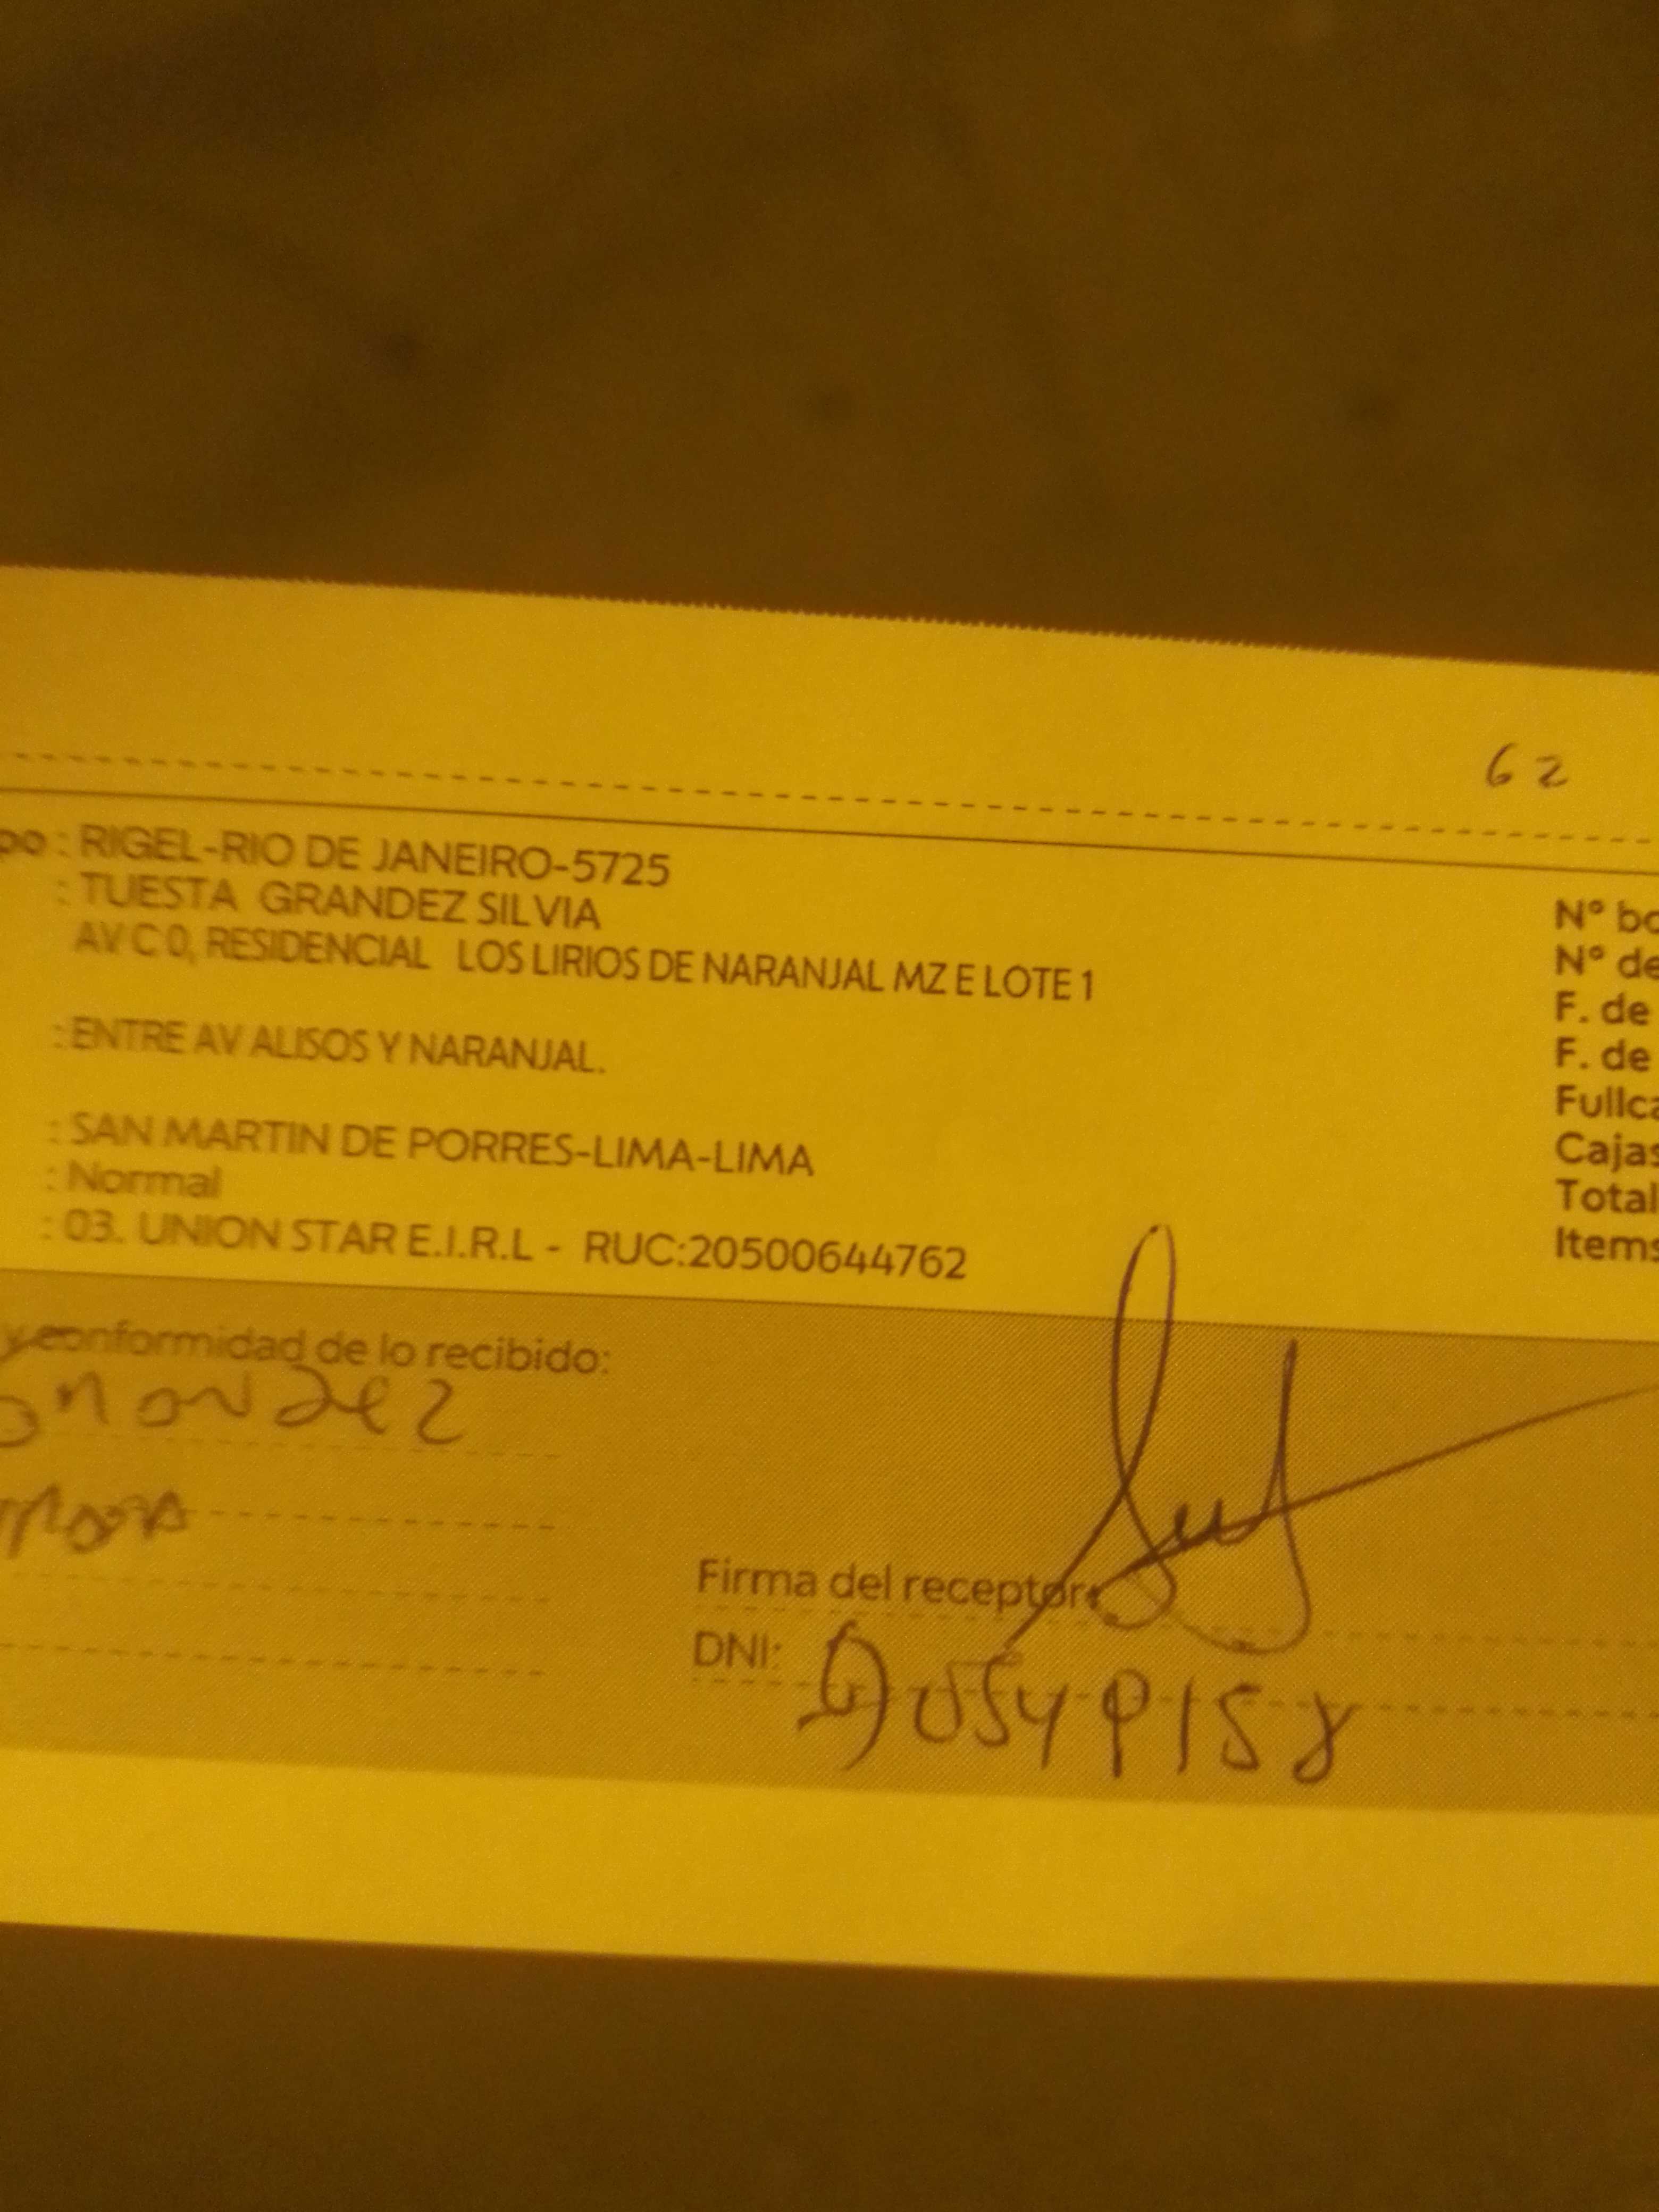 62
po : RIGEL-RIO DE JANEIRO-5725
: TUESTA GRANDEZ SILVIA
AV C 0, RESIDENCIAL LOS LIRIOS DE NARANJAL MZ E LOTE 1
: ENTRE AV ALISOS Y NARANJAL.
: SAN MARTIN DE PORRES-LIMA-LIMA
: Normal
: 03. UNION STAR E.I.R.L - RUC:20500644762
Nº bo
Nº de
F. de
F. de
Fullca
Cajas
Total
Items
y conformidad de lo recibido:
Firma del receptor:
DNI: